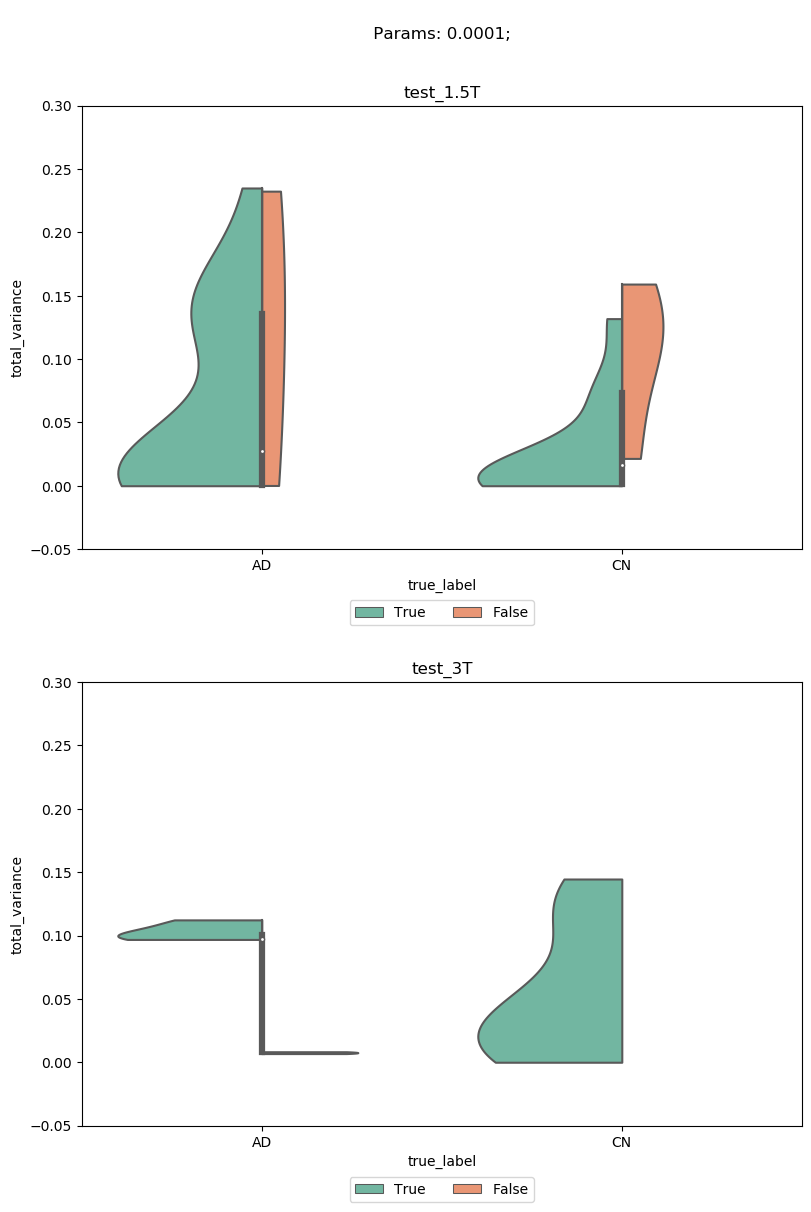 Params: 0.0001;
test_1.5T
0.30
0.25
0.20
0.15
0.10
0.05
0.00
−0.05
total_variance
AD CN
true_label
True False
test_3T
0.30
0.25
0.20
0.15
0.10
0.05
0.00
−0.05
total_variance
AD CN
true_label
True False